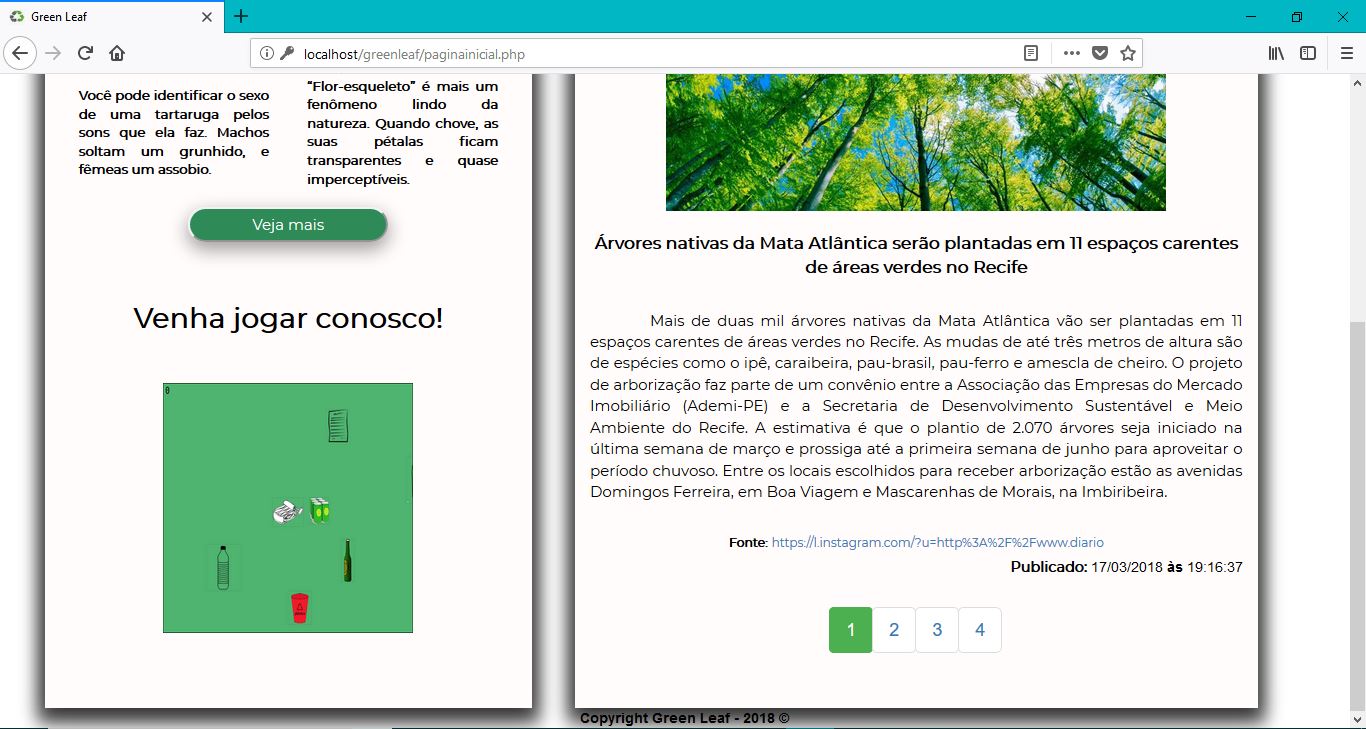 Green Leaf
localhost/greenleaf/paginainicial.php
Você pode identificar o sexo
de uma tartaruga pelos
sons que ela faz. Machos
soltam um grunhido, e
fêmeas um assobio.
“Flor-esqueleto” é mais um
fenômeno lindo da
natureza. Quando chove, as
suas pétalas ficam
transparentes e quase
imperceptíveis.
Veja mais
Venha jogar conosco!
0
Árvores nativas da Mata Atlântica serão plantadas em 11 espaços carentes
de áreas verdes no Recife
Mais de duas mil árvores nativas da Mata Atlântica vão ser plantadas em 11
espaços carentes de áreas verdes no Recife. As mudas de até três metros de altura são
de espécies como o ipê, caraibeira, pau-brasil, pau-ferro e amescla de cheiro. O projeto
de arborização faz parte de um convênio entre a Associação das Empresas do Mercado
Imobiliário (Ademi-PE) e a Secretaria de Desenvolvimento Sustentável e Meio
Ambiente do Recife. A estimativa é que o plantio de 2.070 árvores seja iniciado na
última semana de março e prossiga até a primeira semana de junho para aproveitar o
período chuvoso. Entre os locais escolhidos para receber arborização estão as avenidas
Domingos Ferreira, em Boa Viagem e Mascarenhas de Morais, na Imbiribeira.
Fonte: https://l.instagram.com/?u=http%3A%2F%2Fwww.diario
Publicado: 17/03/2018 às 19:16:37
1 2 3 4
Copyright Green Leaf - 2018 ©